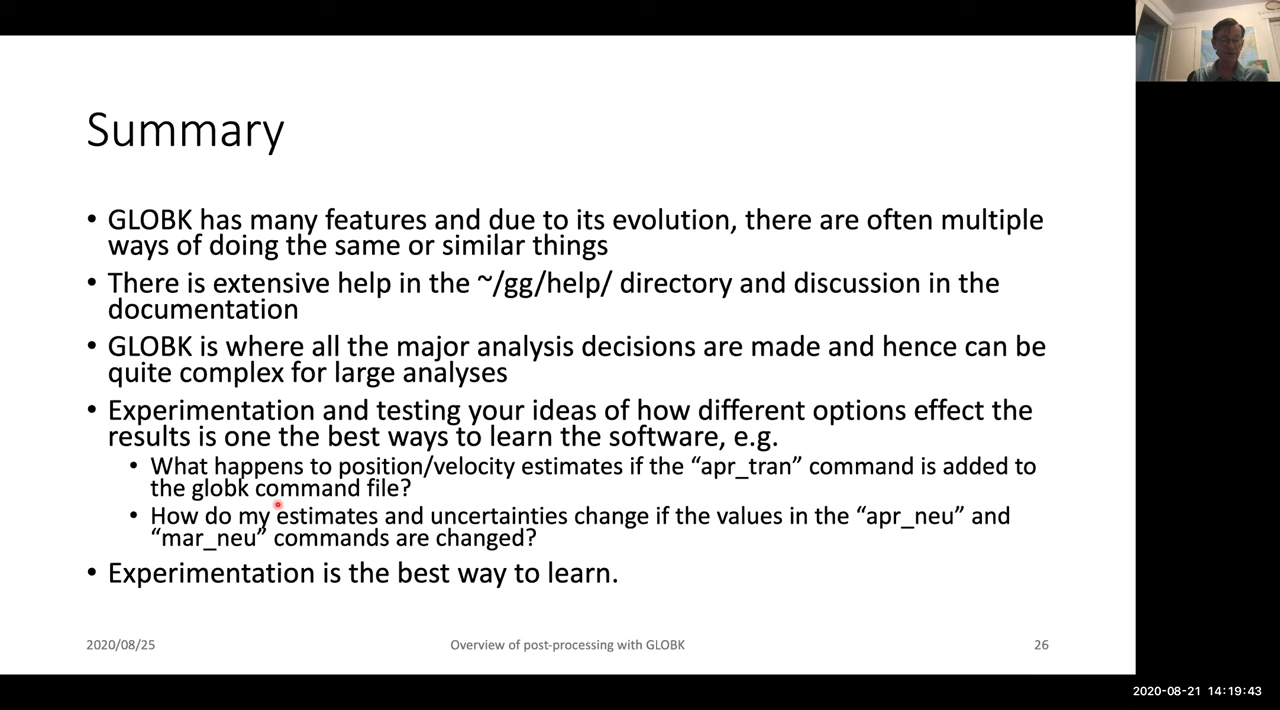 Summary
• GLOBK has many features and due to its evolution, there are often multiple
ways of doing the same or similar things
• There is extensive help in the ~/gg/help/ directory and discussion in the
documentation
• GLOBK is where all the major analysis decisions are made and hence can be
quite complex for large analyses
• Experimentation and testing your ideas of how different options effect the
results is one the best ways to learn the software, e.g.
• What happens to position/velocity estimates if the “apr_tran” command is added to
the globk command file?
• How do my estimates and uncertainties change if the values in the “apr_neu” and
“mar_neu” commands are changed?
• Experimentation is the best way to learn.
2020/08/25
Overview of post-processing with GLOBK
26
2020-08-21 14:19:43